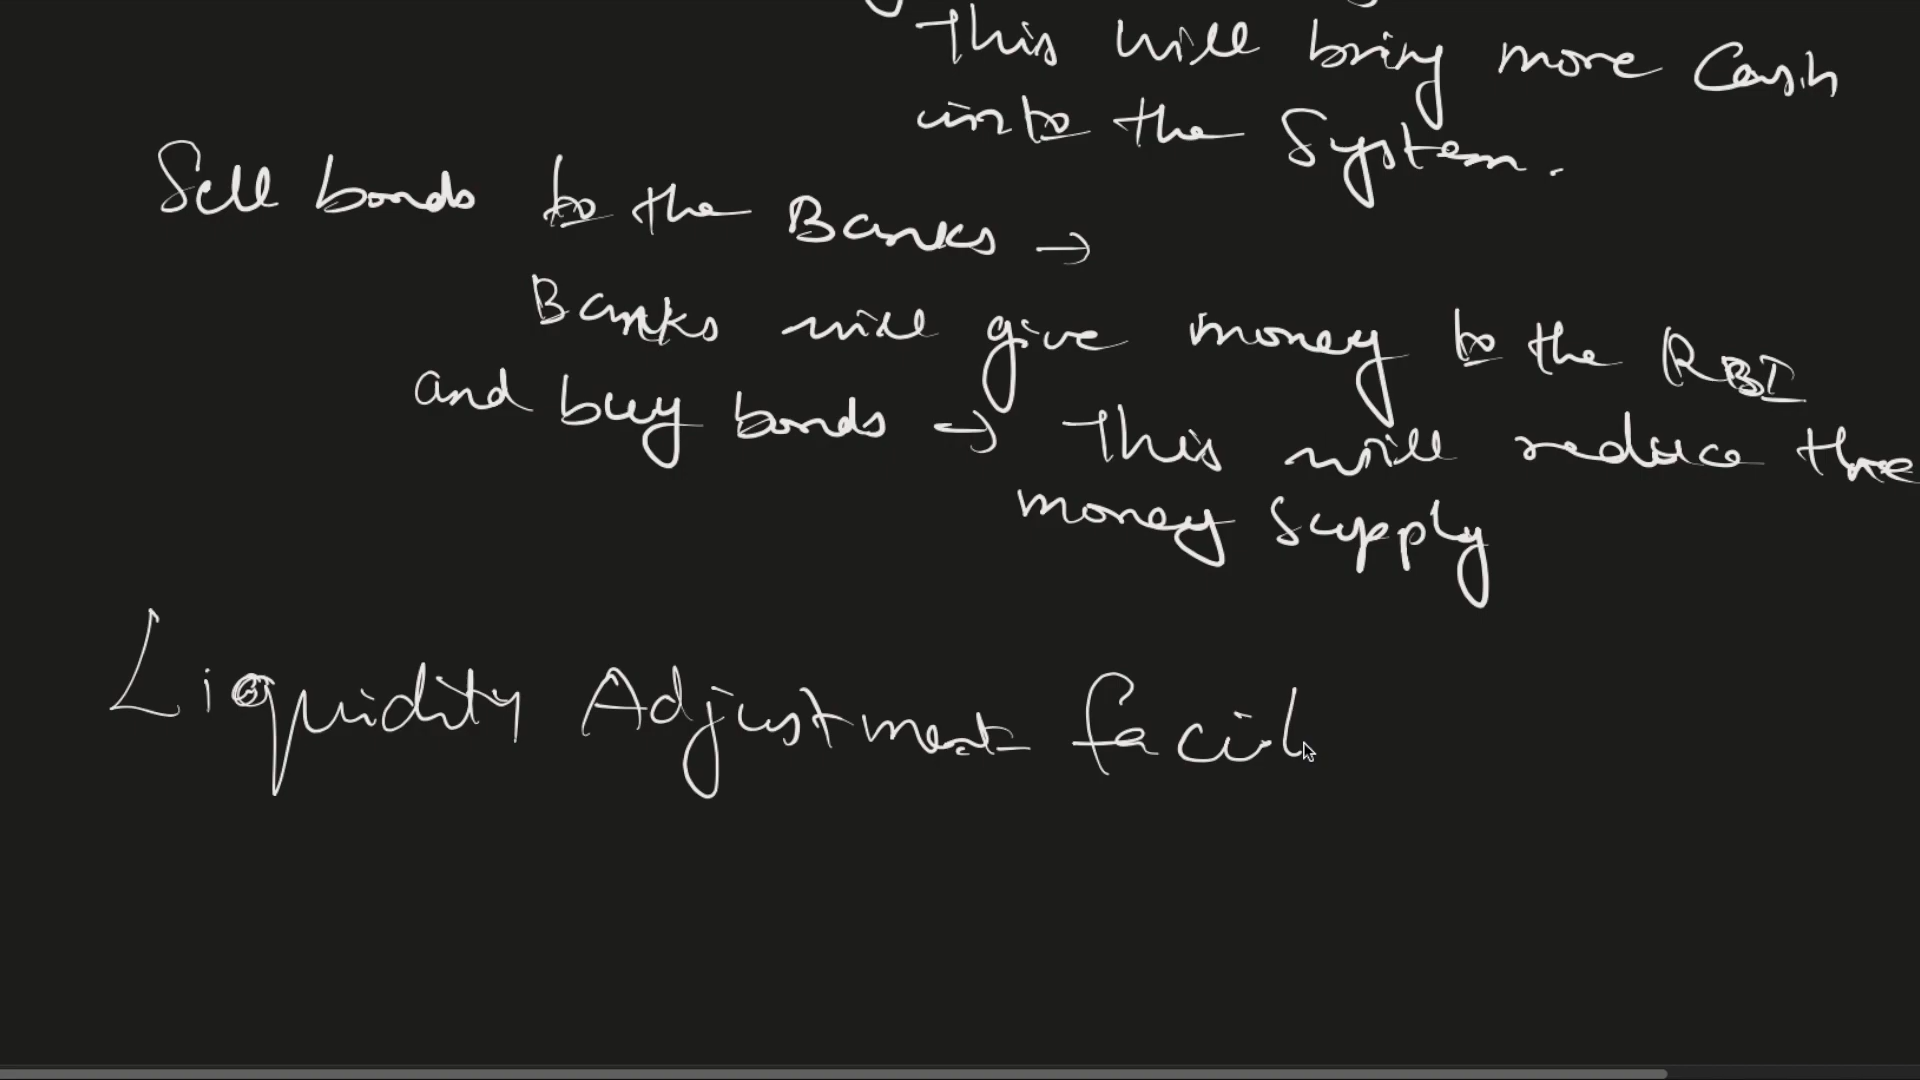 This will bring more Cash
into the System.
Sell bonds to the Banks →
Banks will give money to the RBI
and buy bonds → This will reduce the
money supply
Liquidity Adjustment facil